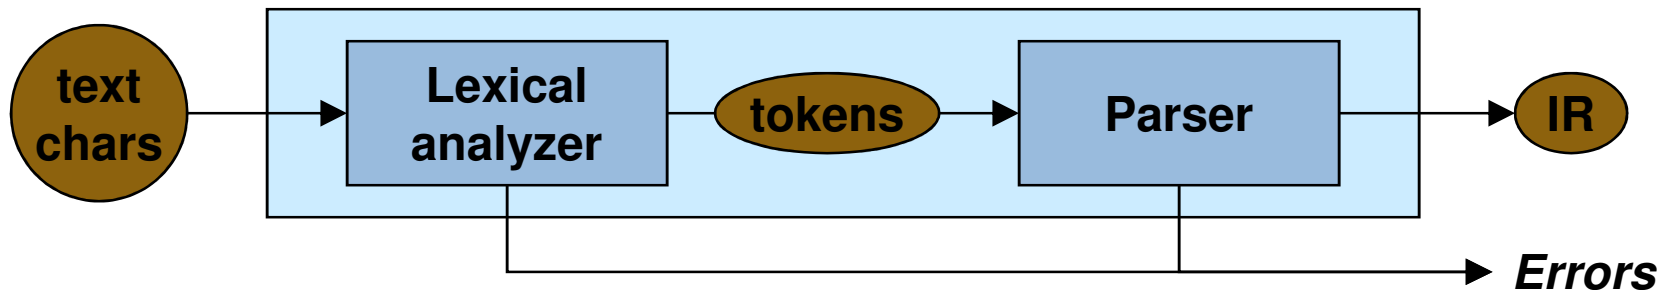 text
chars
Lexical
analyzer
tokens
Parser
IR
Errors